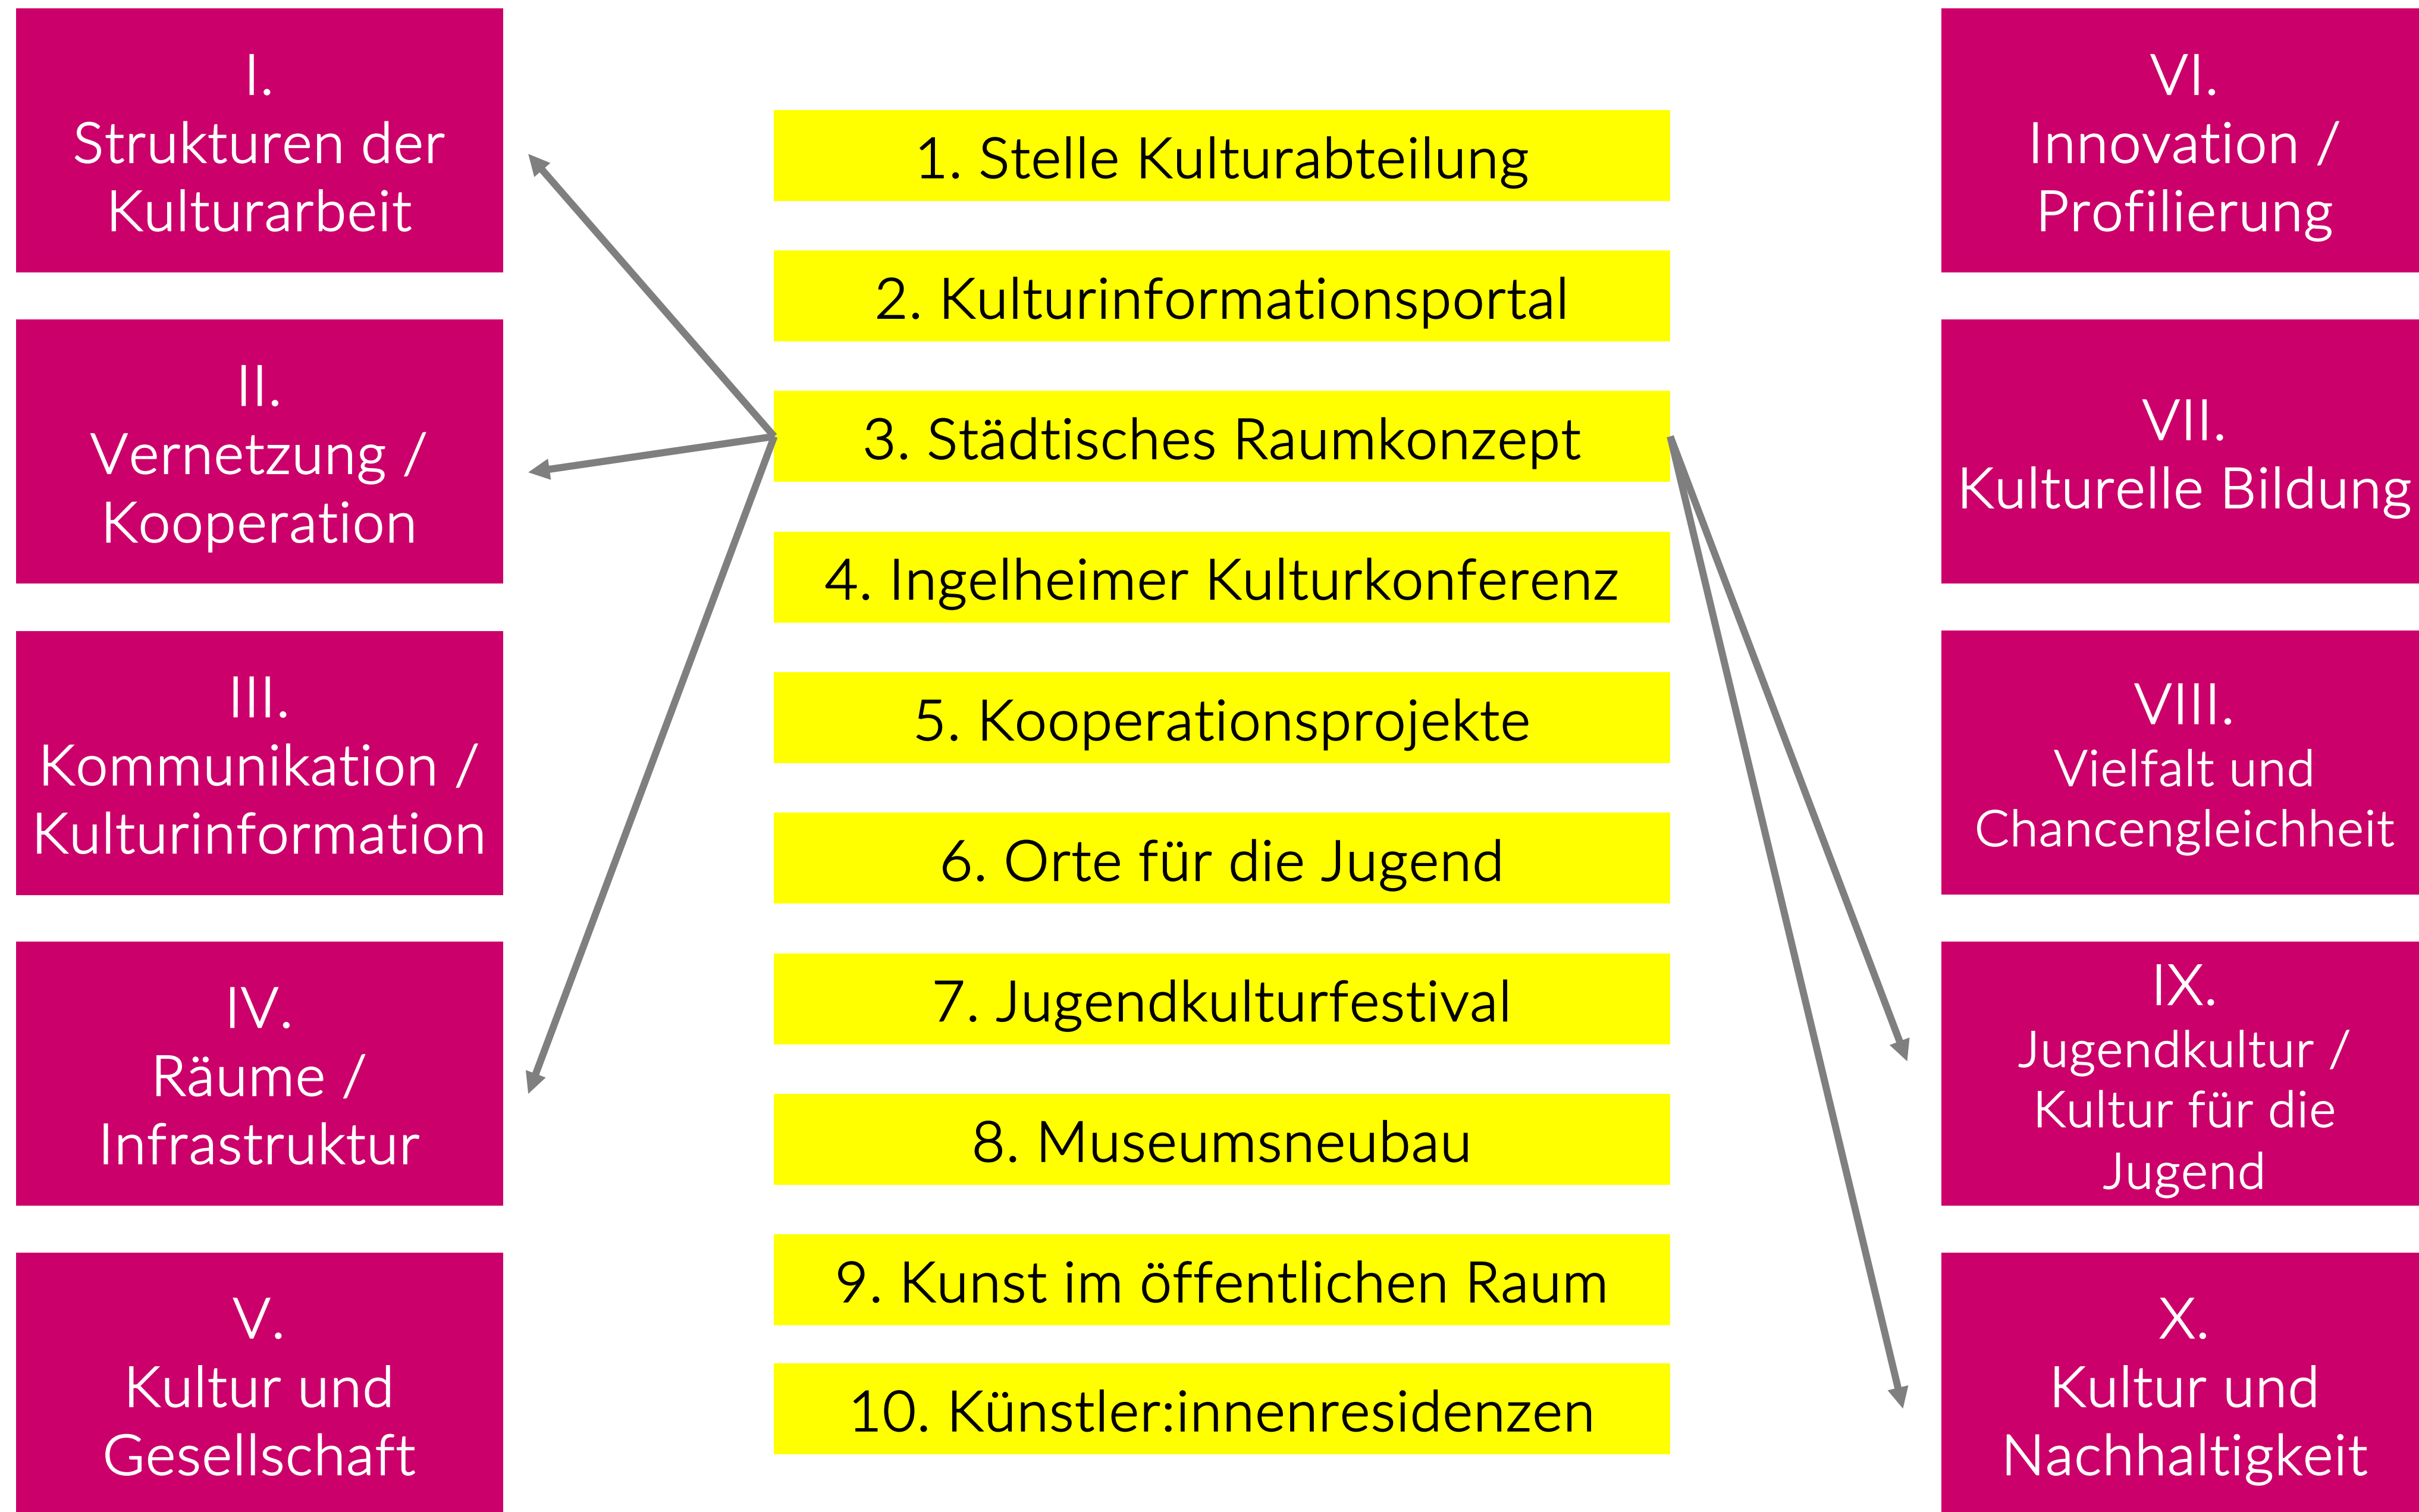 I.
Strukturen der
Kulturarbeit
II.
Vernetzung /
Kooperation
III.
Kommunikation /
Kulturinformation
IV.
Räume /
Infrastruktur
V.
Kultur und
Gesellschaft
1. Stelle Kulturabteilung
2. Kulturinformationsportal
3. Städtisches Raumkonzept
4. Ingelheimer Kulturkonferenz
5. Kooperationsprojekte
6. Orte für die Jugend
7. Jugendkulturfestival
8. Museumsneubau
9. Kunst im öffentlichen Raum
10. Künstler:innenresidenzen
VI.
Innovation /
Profilierung
VII.
Kulturelle Bildung
VIII.
Vielfalt und
Chancengleichheit
IX.
Jugendkultur /
Kultur für die
Jugend
X.
Kultur und
Nachhaltigkeit